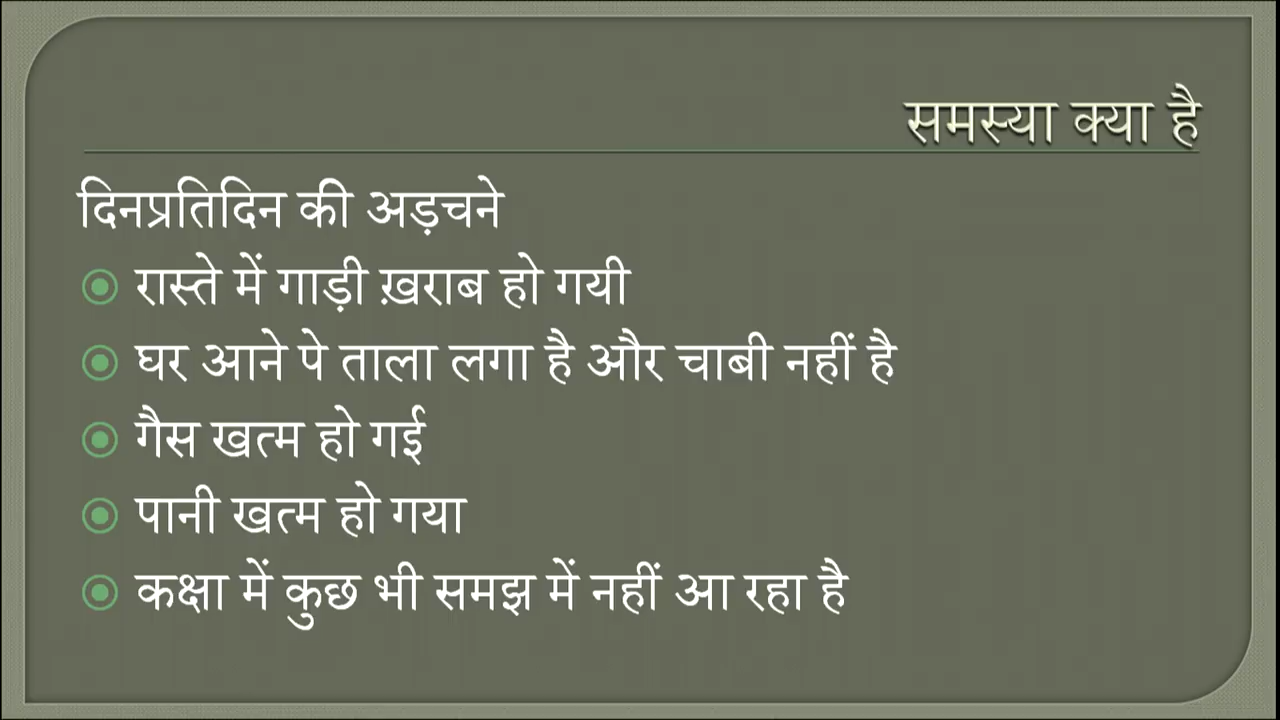 समस्या क्या है
दिनप्रतिदिन की अड़चने
रास्ते में गाड़ी ख़राब हो गयी
घर आने पे ताला लगा है और चाबी नहीं है
गैस खत्म हो गई
पानी खत्म हो गया
कक्षा में कुछ भी समझ में नहीं आ रहा है